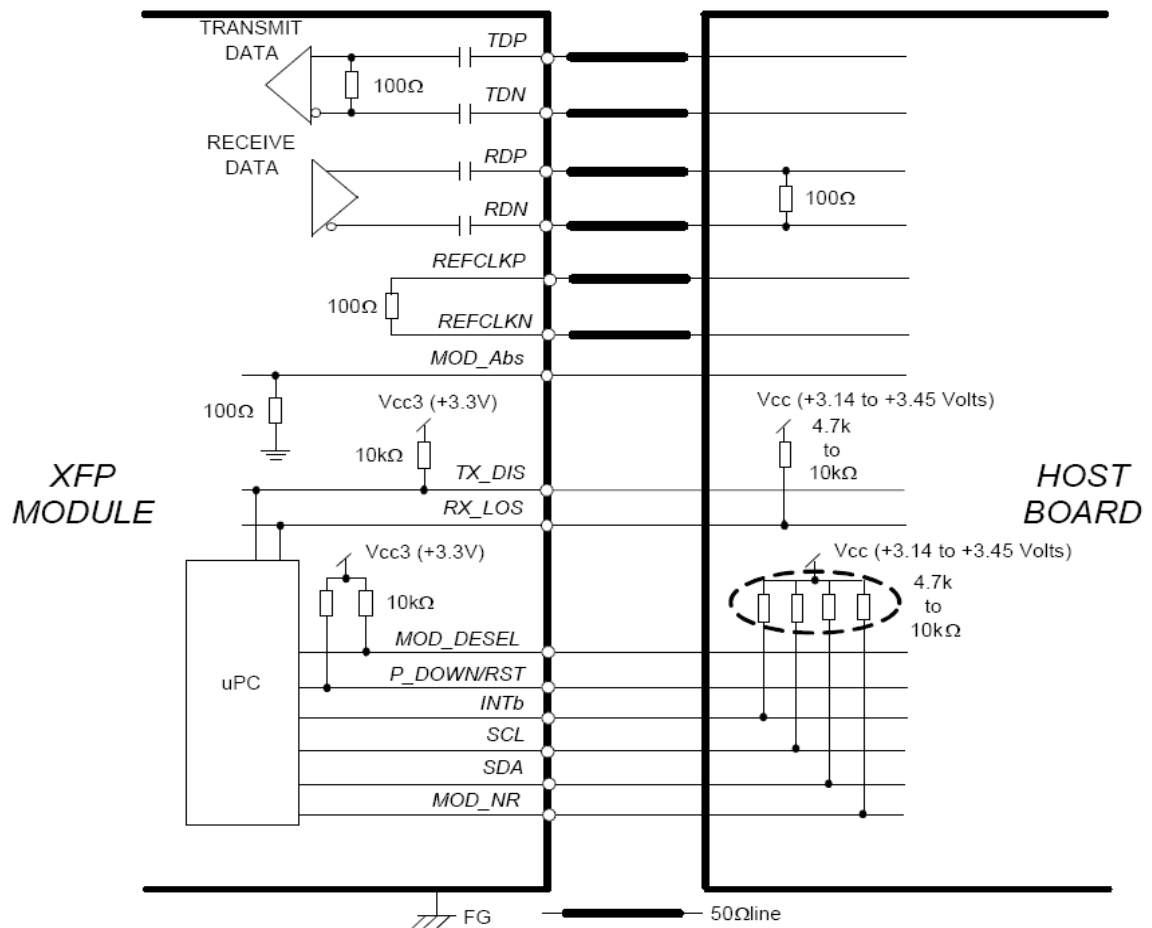 TRANSMIT
DATA
TDP
100Ω
TDN
RECEIVE
DATA
RDP
RDN
100Ω
REFCLKP
100Ω
REFCLKN
MOD_Abs
100Ω
Vcc3 (+3.3V)
10kΩ
Vcc (+3.14 to +3.45 Volts)
4.7k
to
10kΩ
TX_DIS
RX_LOS
XFP
MODULE
HOST
BOARD
Vcc3 (+3.3V)
10kΩ
Vcc (+3.14 to +3.45 Volts)
4.7k
to
10kΩ
MOD_DESEL
P_DOWN/RST
uPC
INTb
SCL
SDA
MOD_NR
FG
50Ωline